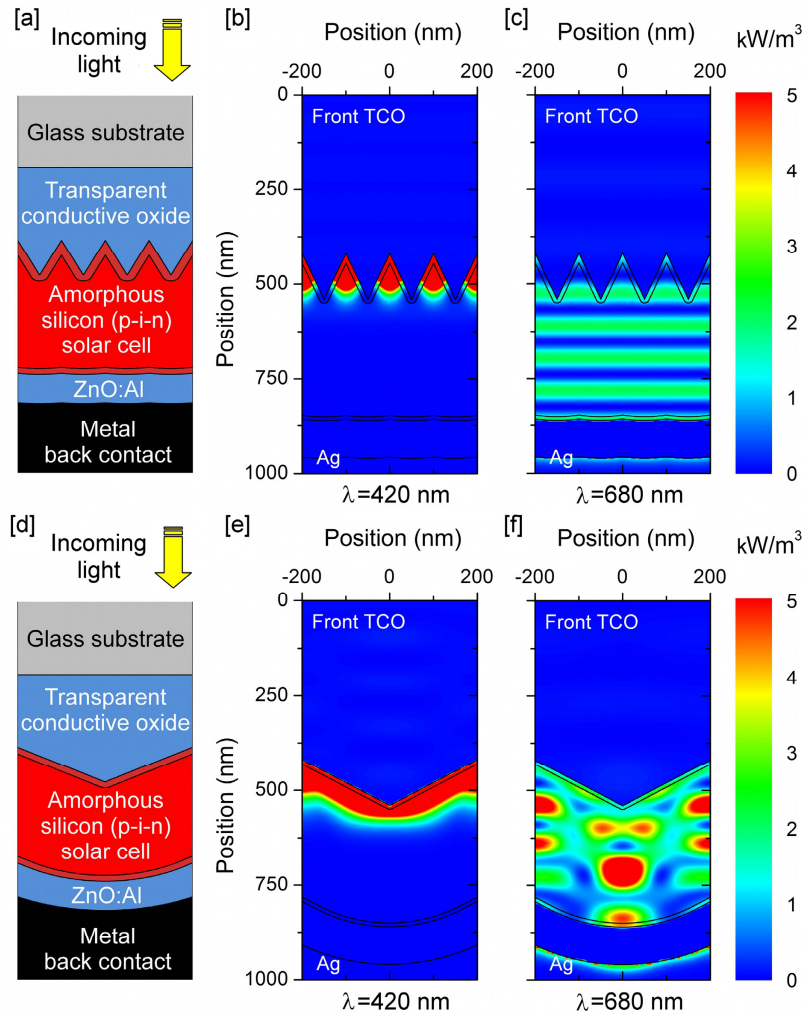 [a]
Incoming
light
Glass substrate
Transparent
conductive oxide
Amorphous
silicon (p-i-n)
solar cell
ZnO:Al
Metal
back contact
[b]
Position (nm)
-200 0 200
0
250
500
750
1000
Position (nm)
Front TCO
Ag
λ=420 nm
[c]
Position (nm)
-200 0 200
Front TCO
Ag
λ=680 nm
kW/m³
5
4
3
2
1
0
[d]
Incoming
light
Glass substrate
Transparent
conductive oxide
Amorphous
silicon (p-i-n)
solar cell
ZnO:Al
Metal
back contact
[e]
Position (nm)
-200 0 200
0
250
500
750
1000
Position (nm)
Front TCO
Ag
λ=420 nm
[f]
Position (nm)
-200 0 200
Front TCO
Ag
λ=680 nm
kW/m³
5
4
3
2
1
0